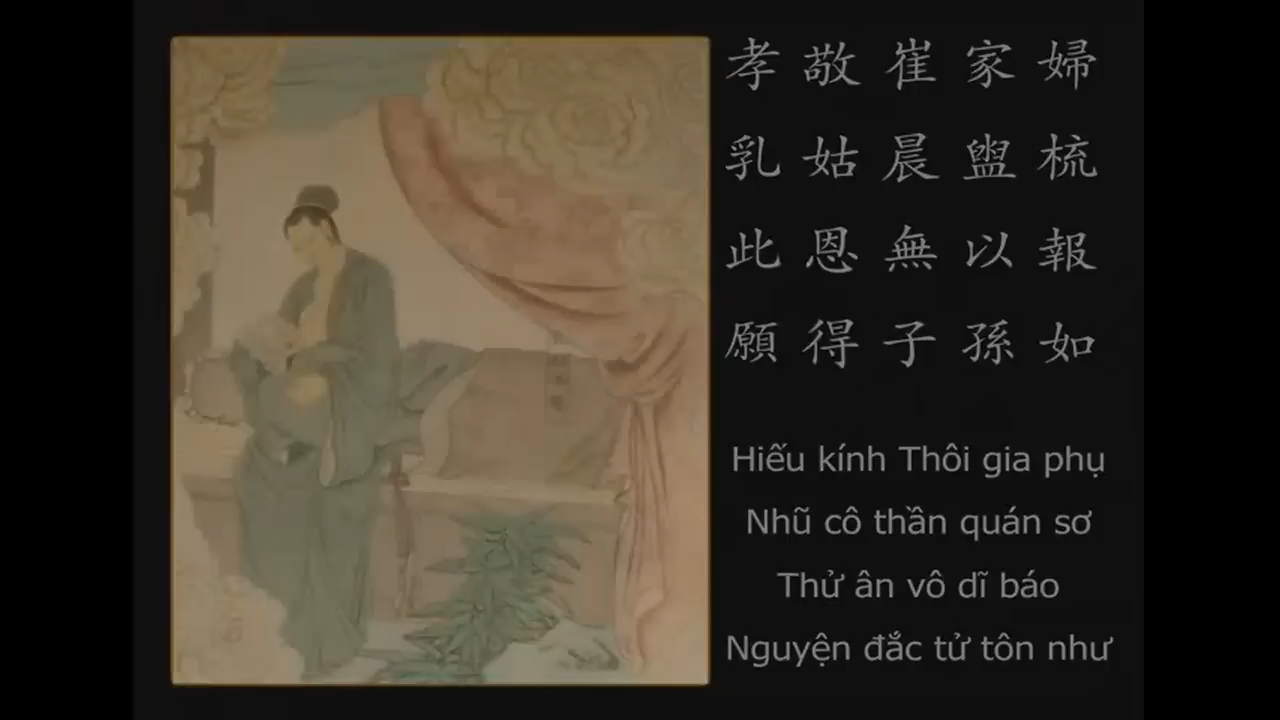 孝敬崔家婦
乳姑晨盥梳
此恩無以報
願得子孫如
Hiếu kính Thôi gia phụ
Nhũ cô thần quán sơ
Thử ân vô dĩ báo
Nguyện đắc tử tôn như